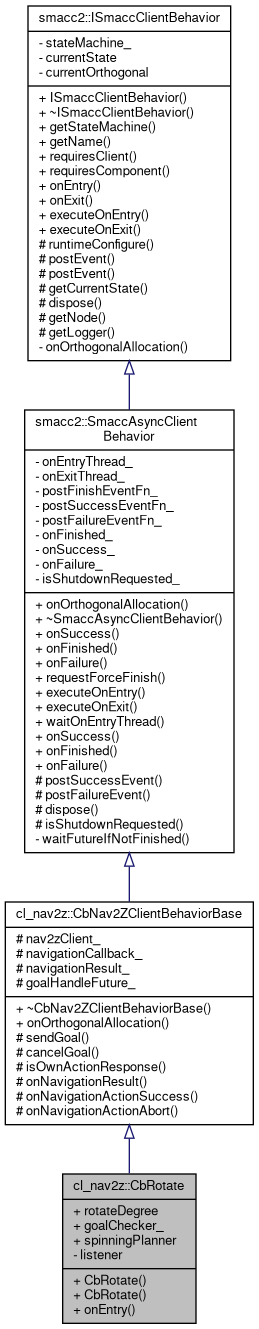 smacc2::ISmaccClientBehavior
- stateMachine_
- currentState
- currentOrthogonal
+ ISmaccClientBehavior()
+ ~ISmaccClientBehavior()
+ getStateMachine()
+ getName()
+ requiresClient()
+ requiresComponent()
+ onEntry()
+ onExit()
+ executeOnEntry()
+ executeOnExit()
# runtimeConfigure()
# postEvent()
# postEvent()
# getCurrentState()
# dispose()
# getNode()
# getLogger()
- onOrthogonalAllocation()
smacc2::SmaccAsyncClient
Behavior
- onEntryThread_
- onExitThread_
- postFinishEventFn_
- postSuccessEventFn_
- postFailureEventFn_
- onFinished_
- onSuccess_
- onFailure_
- isShutdownRequested_
+ onOrthogonalAllocation()
+ ~SmaccAsyncClientBehavior()
+ onSuccess()
+ onFinished()
+ onFailure()
+ requestForceFinish()
+ executeOnEntry()
+ executeOnExit()
+ waitOnEntryThread()
+ onSuccess()
+ onFinished()
+ onFailure()
# postSuccessEvent()
# postFailureEvent()
# dispose()
# isShutdownRequested()
- waitFutureIfNotFinished()
cl_nav2z::CbNav2ZClientBehaviorBase
# nav2zClient_
# navigationCallback_
# navigationResult_
# goalHandleFuture_
+ ~CbNav2ZClientBehaviorBase()
+ onOrthogonalAllocation()
# sendGoal()
# cancelGoal()
# isOwnActionResponse()
# onNavigationResult()
# onNavigationActionSuccess()
# onNavigationActionAbort()
cl_nav2z::CbRotate
+ rotateDegree
+ goalChecker_
+ spinningPlanner
- listener
+ CbRotate()
+ CbRotate()
+ onEntry()